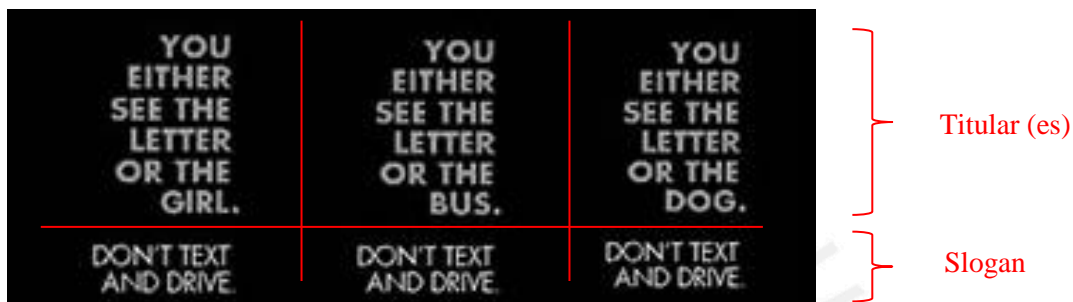 YOU
EITHER
SEE THE
LETTER
OR THE
GIRL.
DON'T TEXT
AND DRIVE.
YOU
EITHER
SEE THE
LETTER
OR THE
BUS.
DON'T TEXT
AND DRIVE.
YOU
EITHER
SEE THE
LETTER
OR THE
DOG.
DON'T TEXT
AND DRIVE.
Titular (es)
Slogan